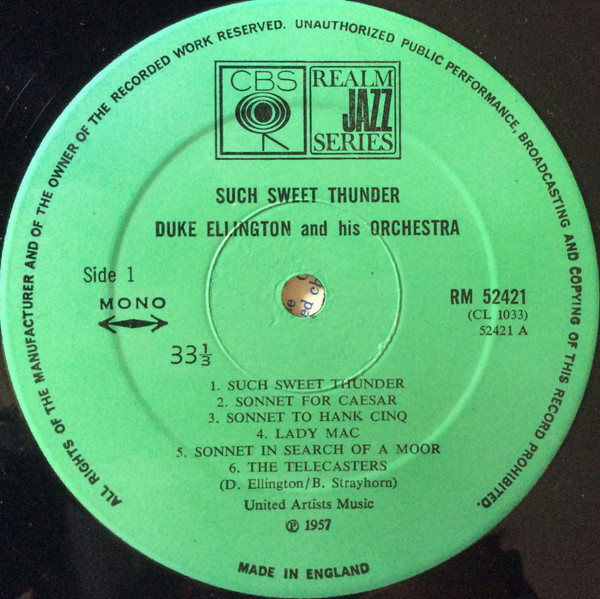 ALL RIGHTS OF THE MANUFACTURER AND OF THE OWNER OF THE RECORDED WORK RESERVED. UNAUTHORIZED PUBLIC PERFORMANCE, BROADCASTING AND COPYING OF THIS RECORD PROHIBITED.
CBS
REALM
JAZZ
SERIES
SUCH SWEET THUNDER
DUKE ELLINGTON and his ORCHESTRA
Side 1
MONO
33⅓
RM 52421
(CL 1033)
52421 A
1. SUCH SWEET THUNDER
2. SONNET FOR CAESAR
3. SONNET TO HANK CINQ
4. LADY MAC
5. SONNET IN SEARCH OF A MOOR
6. THE TELECASTERS
(D. Ellington/B. Strayhorn)
United Artists Music
℗ 1957
MADE IN ENGLAND